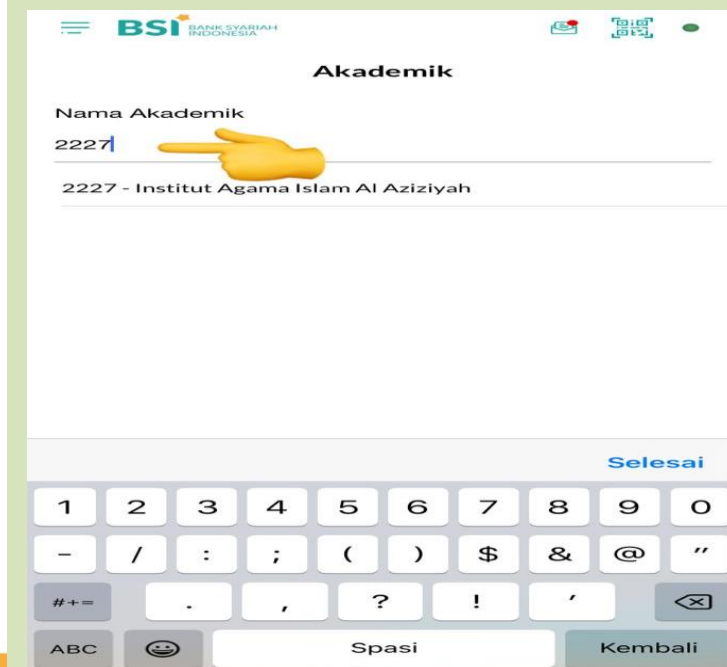 BSI BANK SYARIAH
INDONESIA
Akademik
Nama Akademik
2227
2227 - Institut Agama Islam Al Aziziyah
Selesai
1 2 3 4 5 6 7 8 9 0
- / : ; ( ) $ & @ "
#+= . , ? ! '
ABC Spasi Kembali